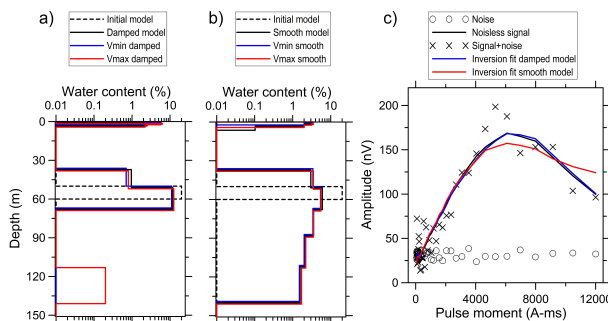 a)
Initial model
Damped model
Vmin damped
Vmax damped
Water content (%)
0.01 0.1 1 10
0
30
60
90
120
150
Depth (m)
b)
Initial model
Smooth model
Vmin smooth
Vmax smooth
Water content (%)
0.01 0.1 1 10
c)
Noise
Noiseless signal
Signal+noise
Inversion fit damped model
Inversion fit smooth model
200
150
100
50
0
Amplitude (nV)
0 4000 8000 12000
Pulse moment (A-ms)